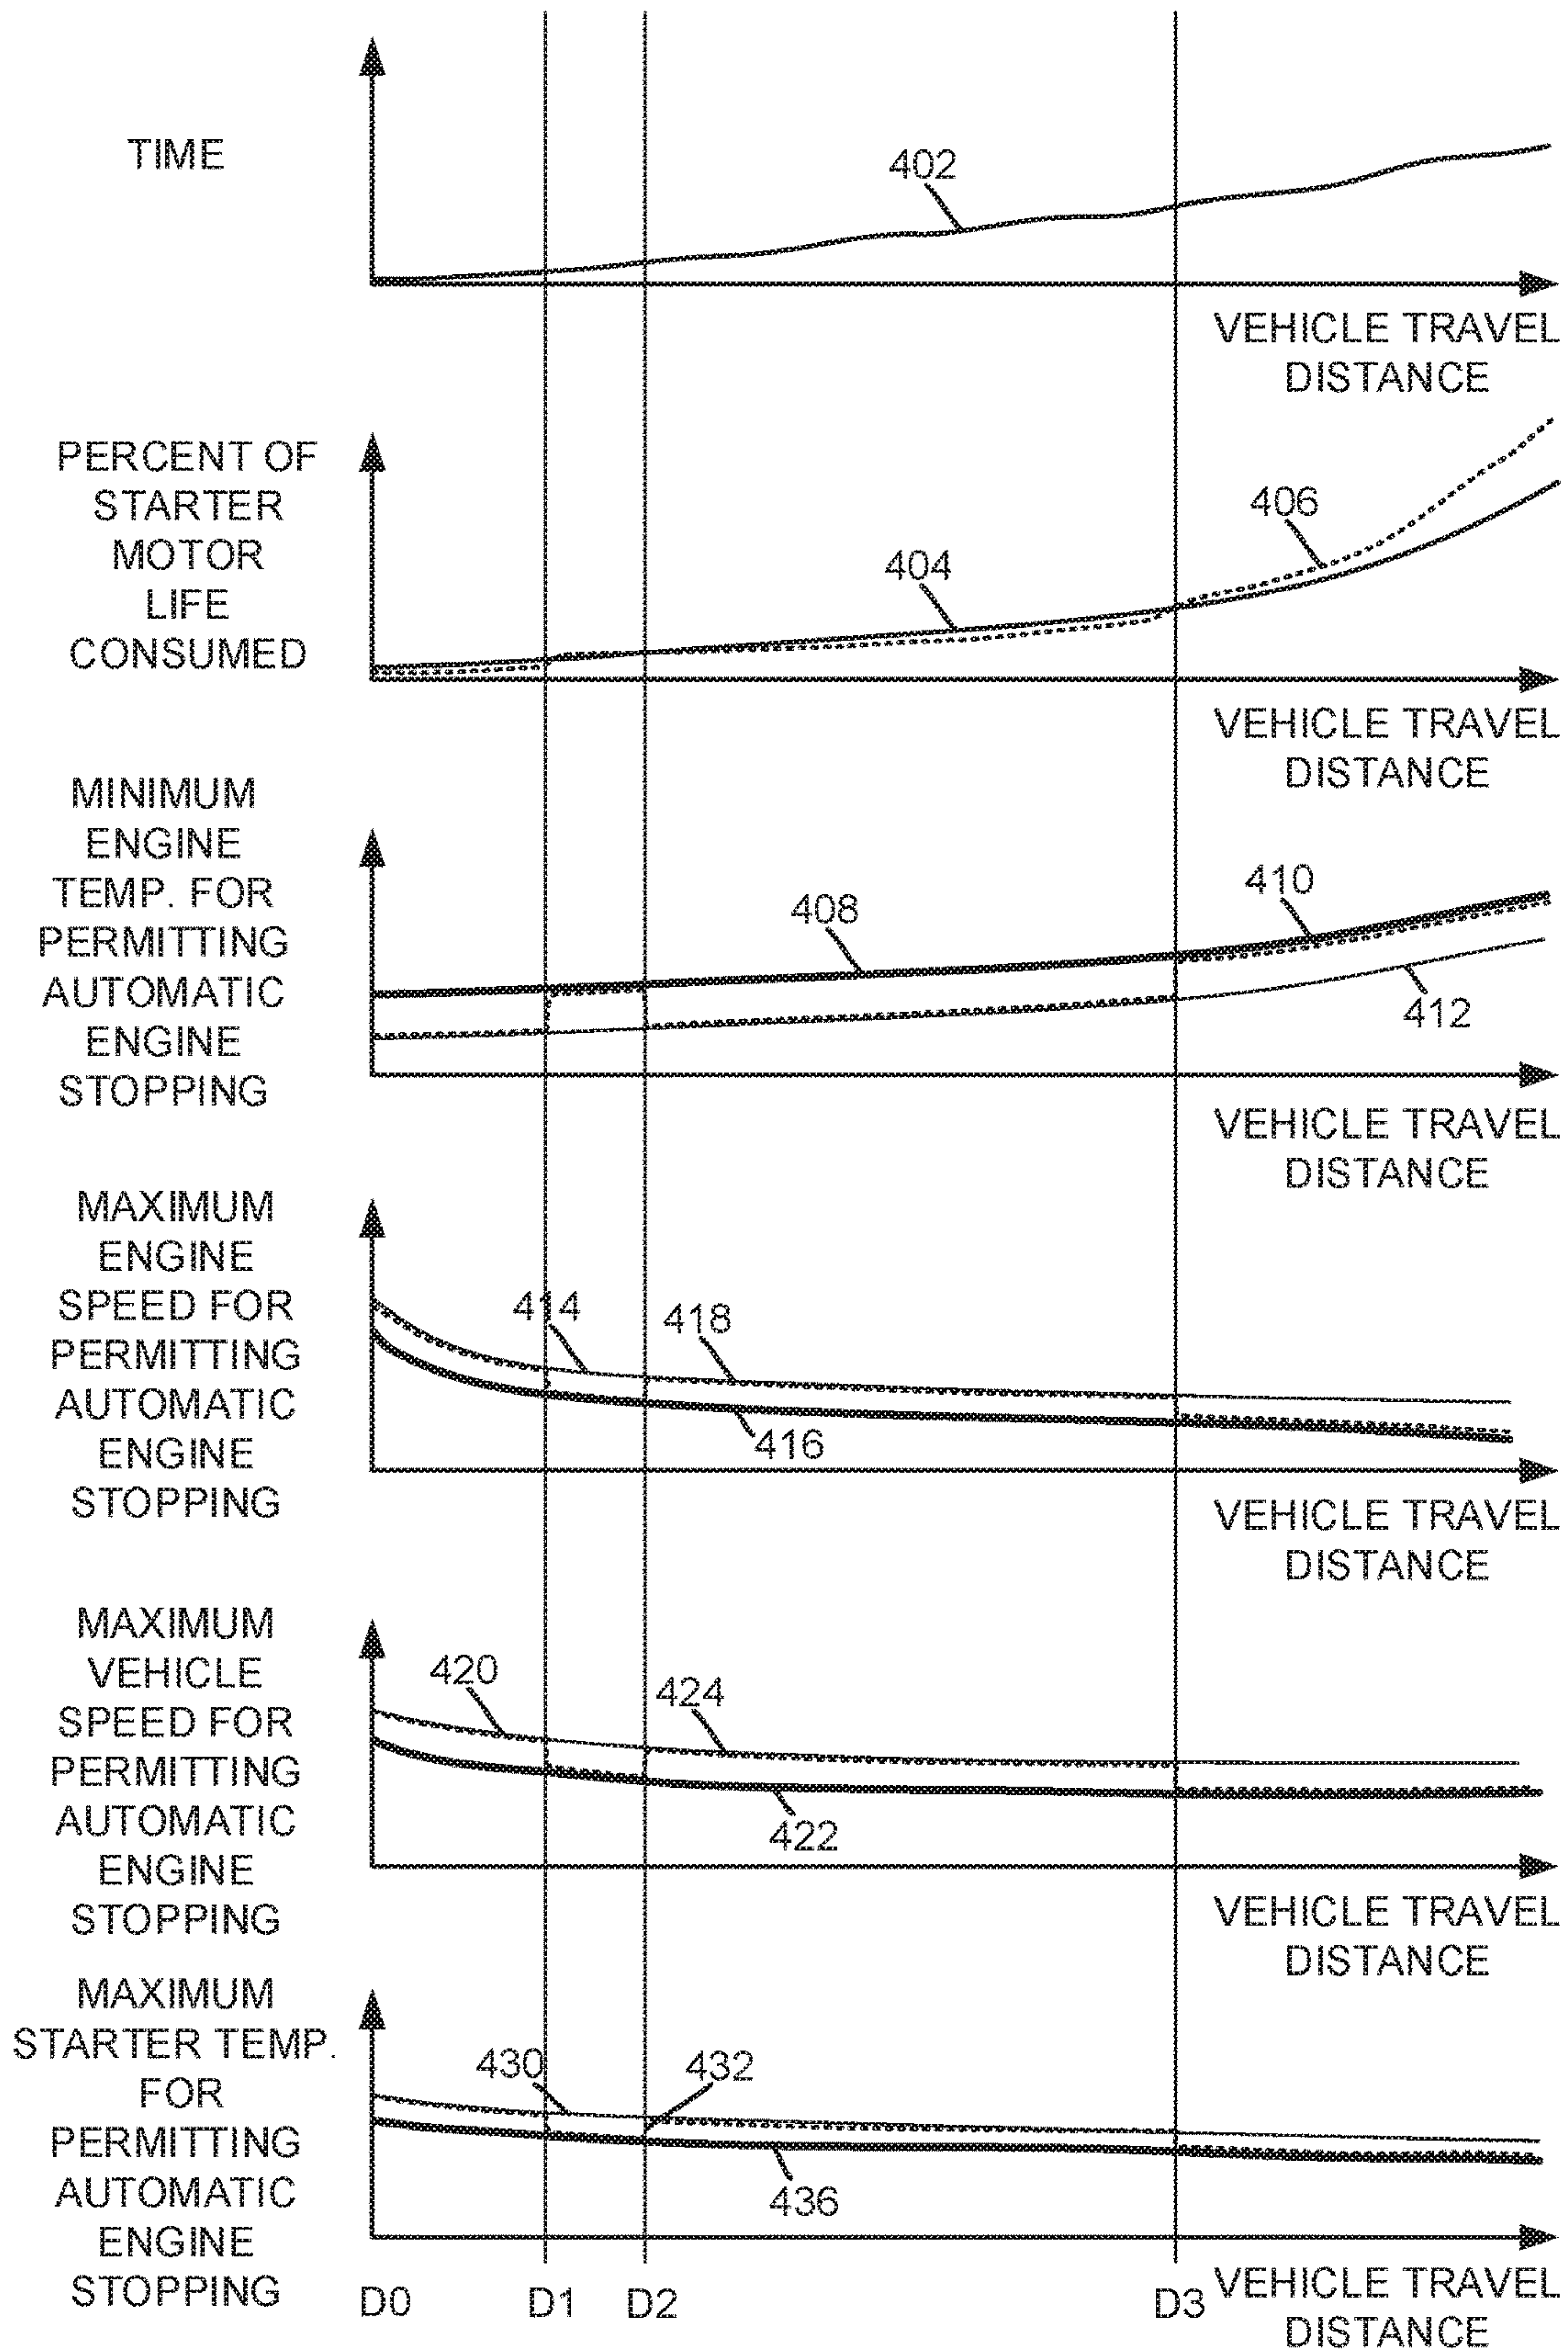 TIME
402
VEHICLE TRAVEL
DISTANCE
PERCENT OF
STARTER
MOTOR
LIFE
CONSUMED
404
406
VEHICLE TRAVEL
DISTANCE
MINIMUM
ENGINE
TEMP. FOR
PERMITTING
AUTOMATIC
ENGINE
STOPPING
408
410
412
VEHICLE TRAVEL
DISTANCE
MAXIMUM
ENGINE
SPEED FOR
PERMITTING
AUTOMATIC
ENGINE
STOPPING
414
418
416
VEHICLE TRAVEL
DISTANCE
MAXIMUM
VEHICLE
SPEED FOR
PERMITTING
AUTOMATIC
ENGINE
STOPPING
420
424
422
VEHICLE TRAVEL
DISTANCE
MAXIMUM
STARTER TEMP.
FOR
PERMITTING
AUTOMATIC
ENGINE
STOPPING
430
432
436
D0
D1
D2
D3
VEHICLE TRAVEL
DISTANCE